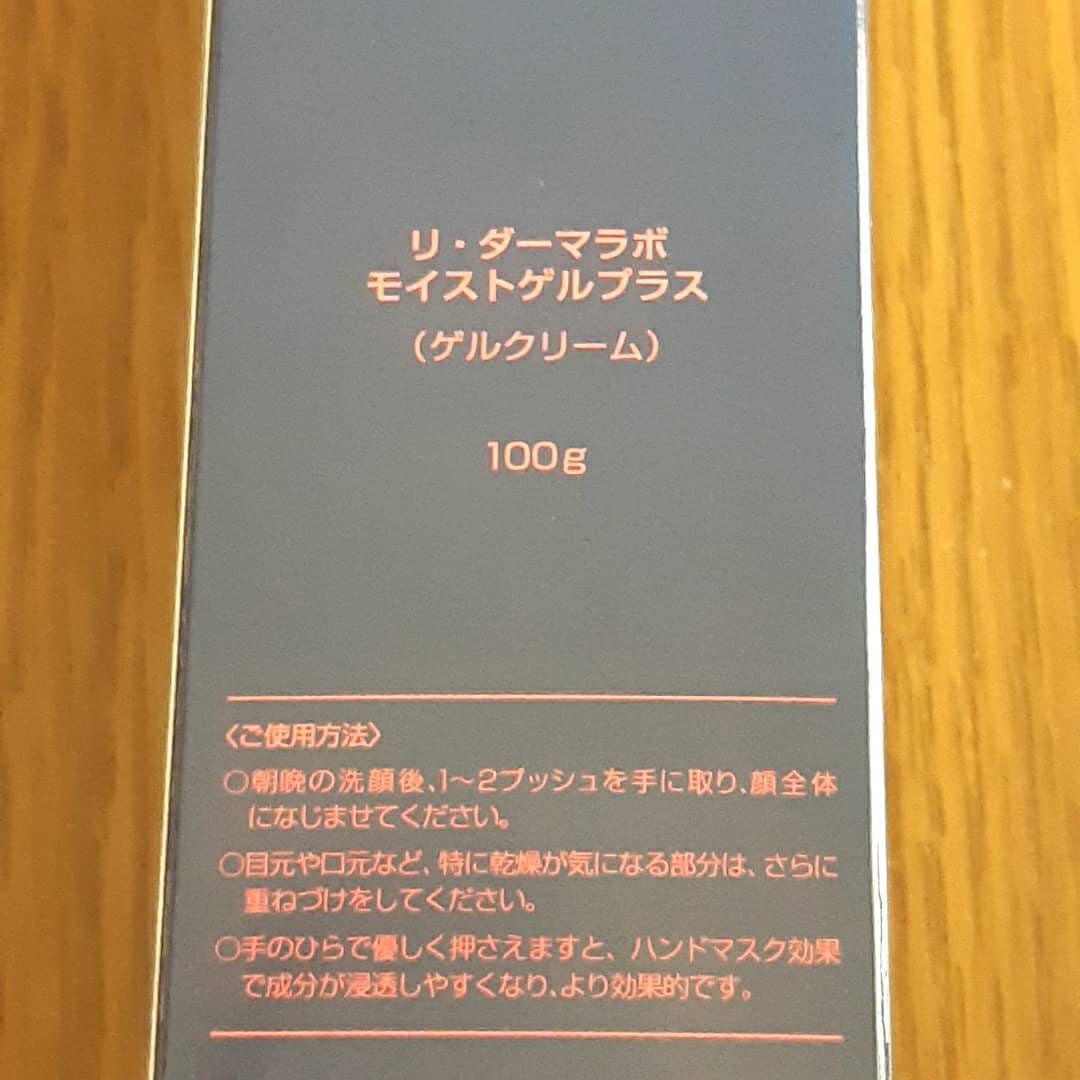 リ・ダーマラボ
モイストゲルプラス
（ゲルクリーム）
100g
〈ご使用方法〉
○朝晩の洗顔後、1〜2プッシュを手に取り、顔全体
になじませてください。
○目元や口元など、特に乾燥が気になる部分は、さらに
重ねづけをしてください。
○手のひらで優しく押さえますと、ハンドマスク効果
で成分が浸透しやすくなり、より効果的です。